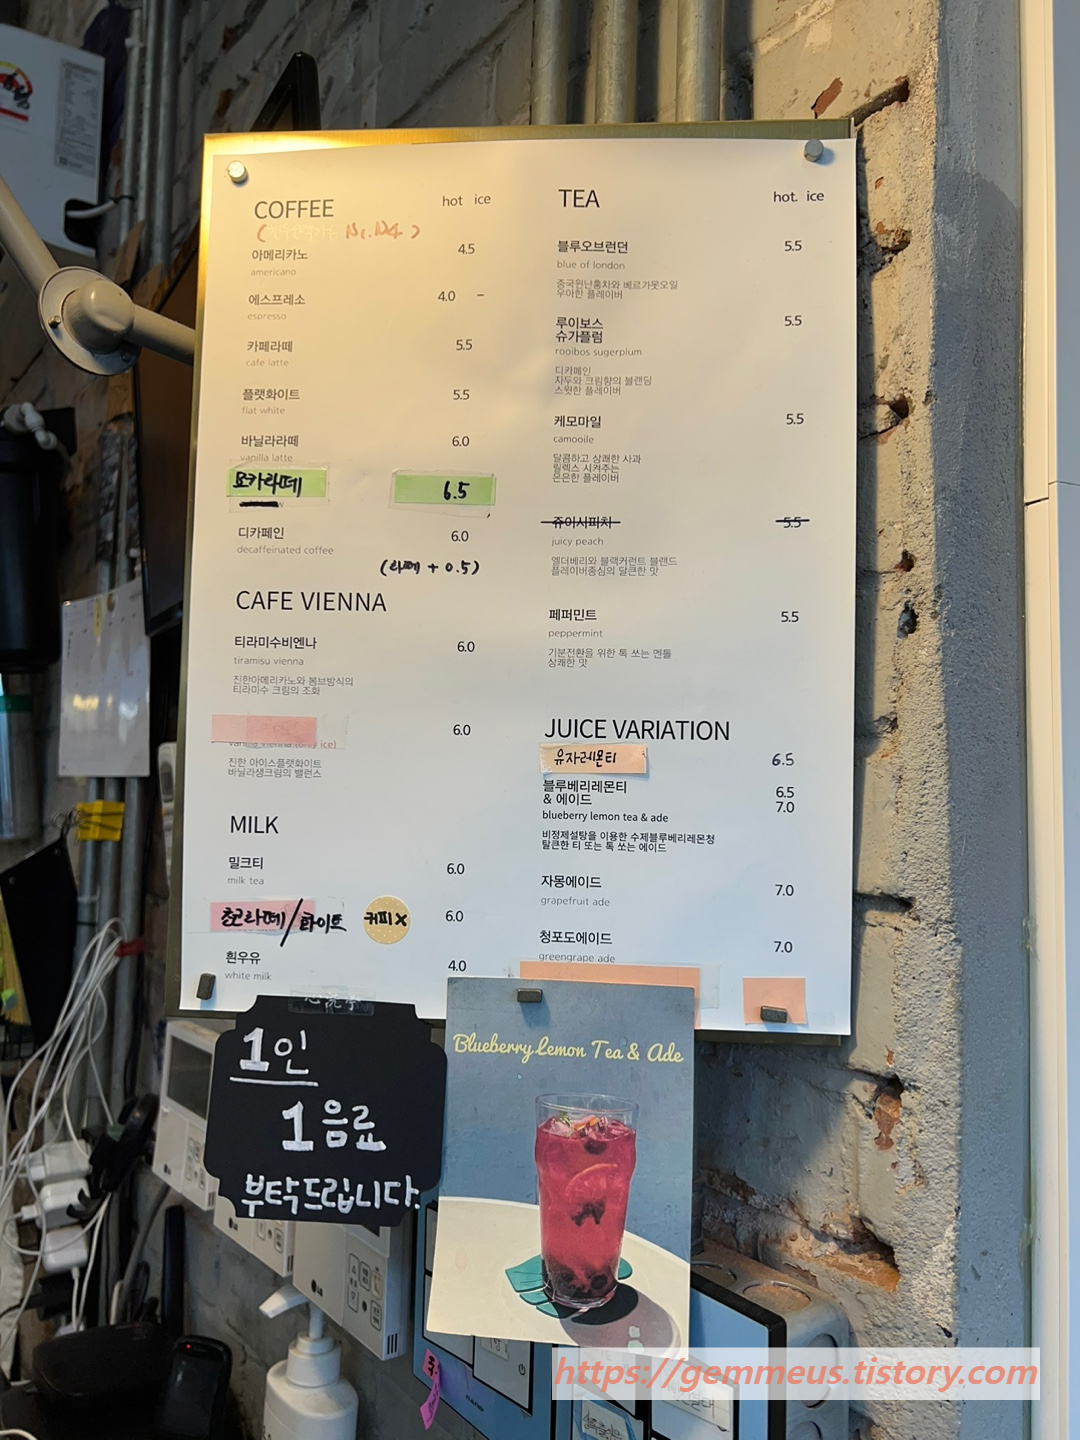 COFFEE
hot ice
아메리카노 4.5
americano
에스프레소 4.0 –
espresso
카페라떼 5.5
cafe latte
플랫화이트 5.5
flat white
바닐라라떼 6.0
vanilla latte
모카라떼 6.5
디카페인 6.0
decaffeinated coffee
(라떼 + 0.5)
CAFE VIENNA
티라미수비엔나 6.0
tiramisu vienna
진한아메리카노와 봄브방식의
티라미수 크림의 조화
6.0
vanilla vienna (only ice)
진한 아이스플랫화이트
바닐라생크림의 밸런스
MILK
밀크티 6.0
milk tea
초코라떼/화이트 커피X 6.0
흰우유 4.0
white milk
TEA
hot. ice
블루오브런던 5.5
blue of london
중국윈난홍차와 베르가못오일
우아한 플레이버
루이보스
슈가플럼 5.5
rooibos sugerplum
디카페인
자두와 크림향의 블랜딩
스윗한 플레이버
케모마일 5.5
camooile
달콤하고 상쾌한 사과
릴렉스 시켜주는
은은한 플레이버
쥬이시피치 5.5
juicy peach
엘더베리와 블랙커런트 블랜드
플레이버중심의 달큰한 맛
페퍼민트 5.5
peppermint
기분전환을 위한 톡 쏘는 멘톨
상쾌한 맛
JUICE VARIATION
유자레몬티 6.5
블루베리레몬티 6.5
& 에이드 7.0
blueberry lemon tea & ade
비정제설탕을 이용한 수제블루베리레몬청
탈큰한 티 또는 톡 쏘는 에이드
자몽에이드 7.0
grapefruit ade
청포도에이드 7.0
greengrape ade
1인
1음료
부탁드립니다.
Blueberry Lemon Tea & Ade
https://gemmeus.tistory.com